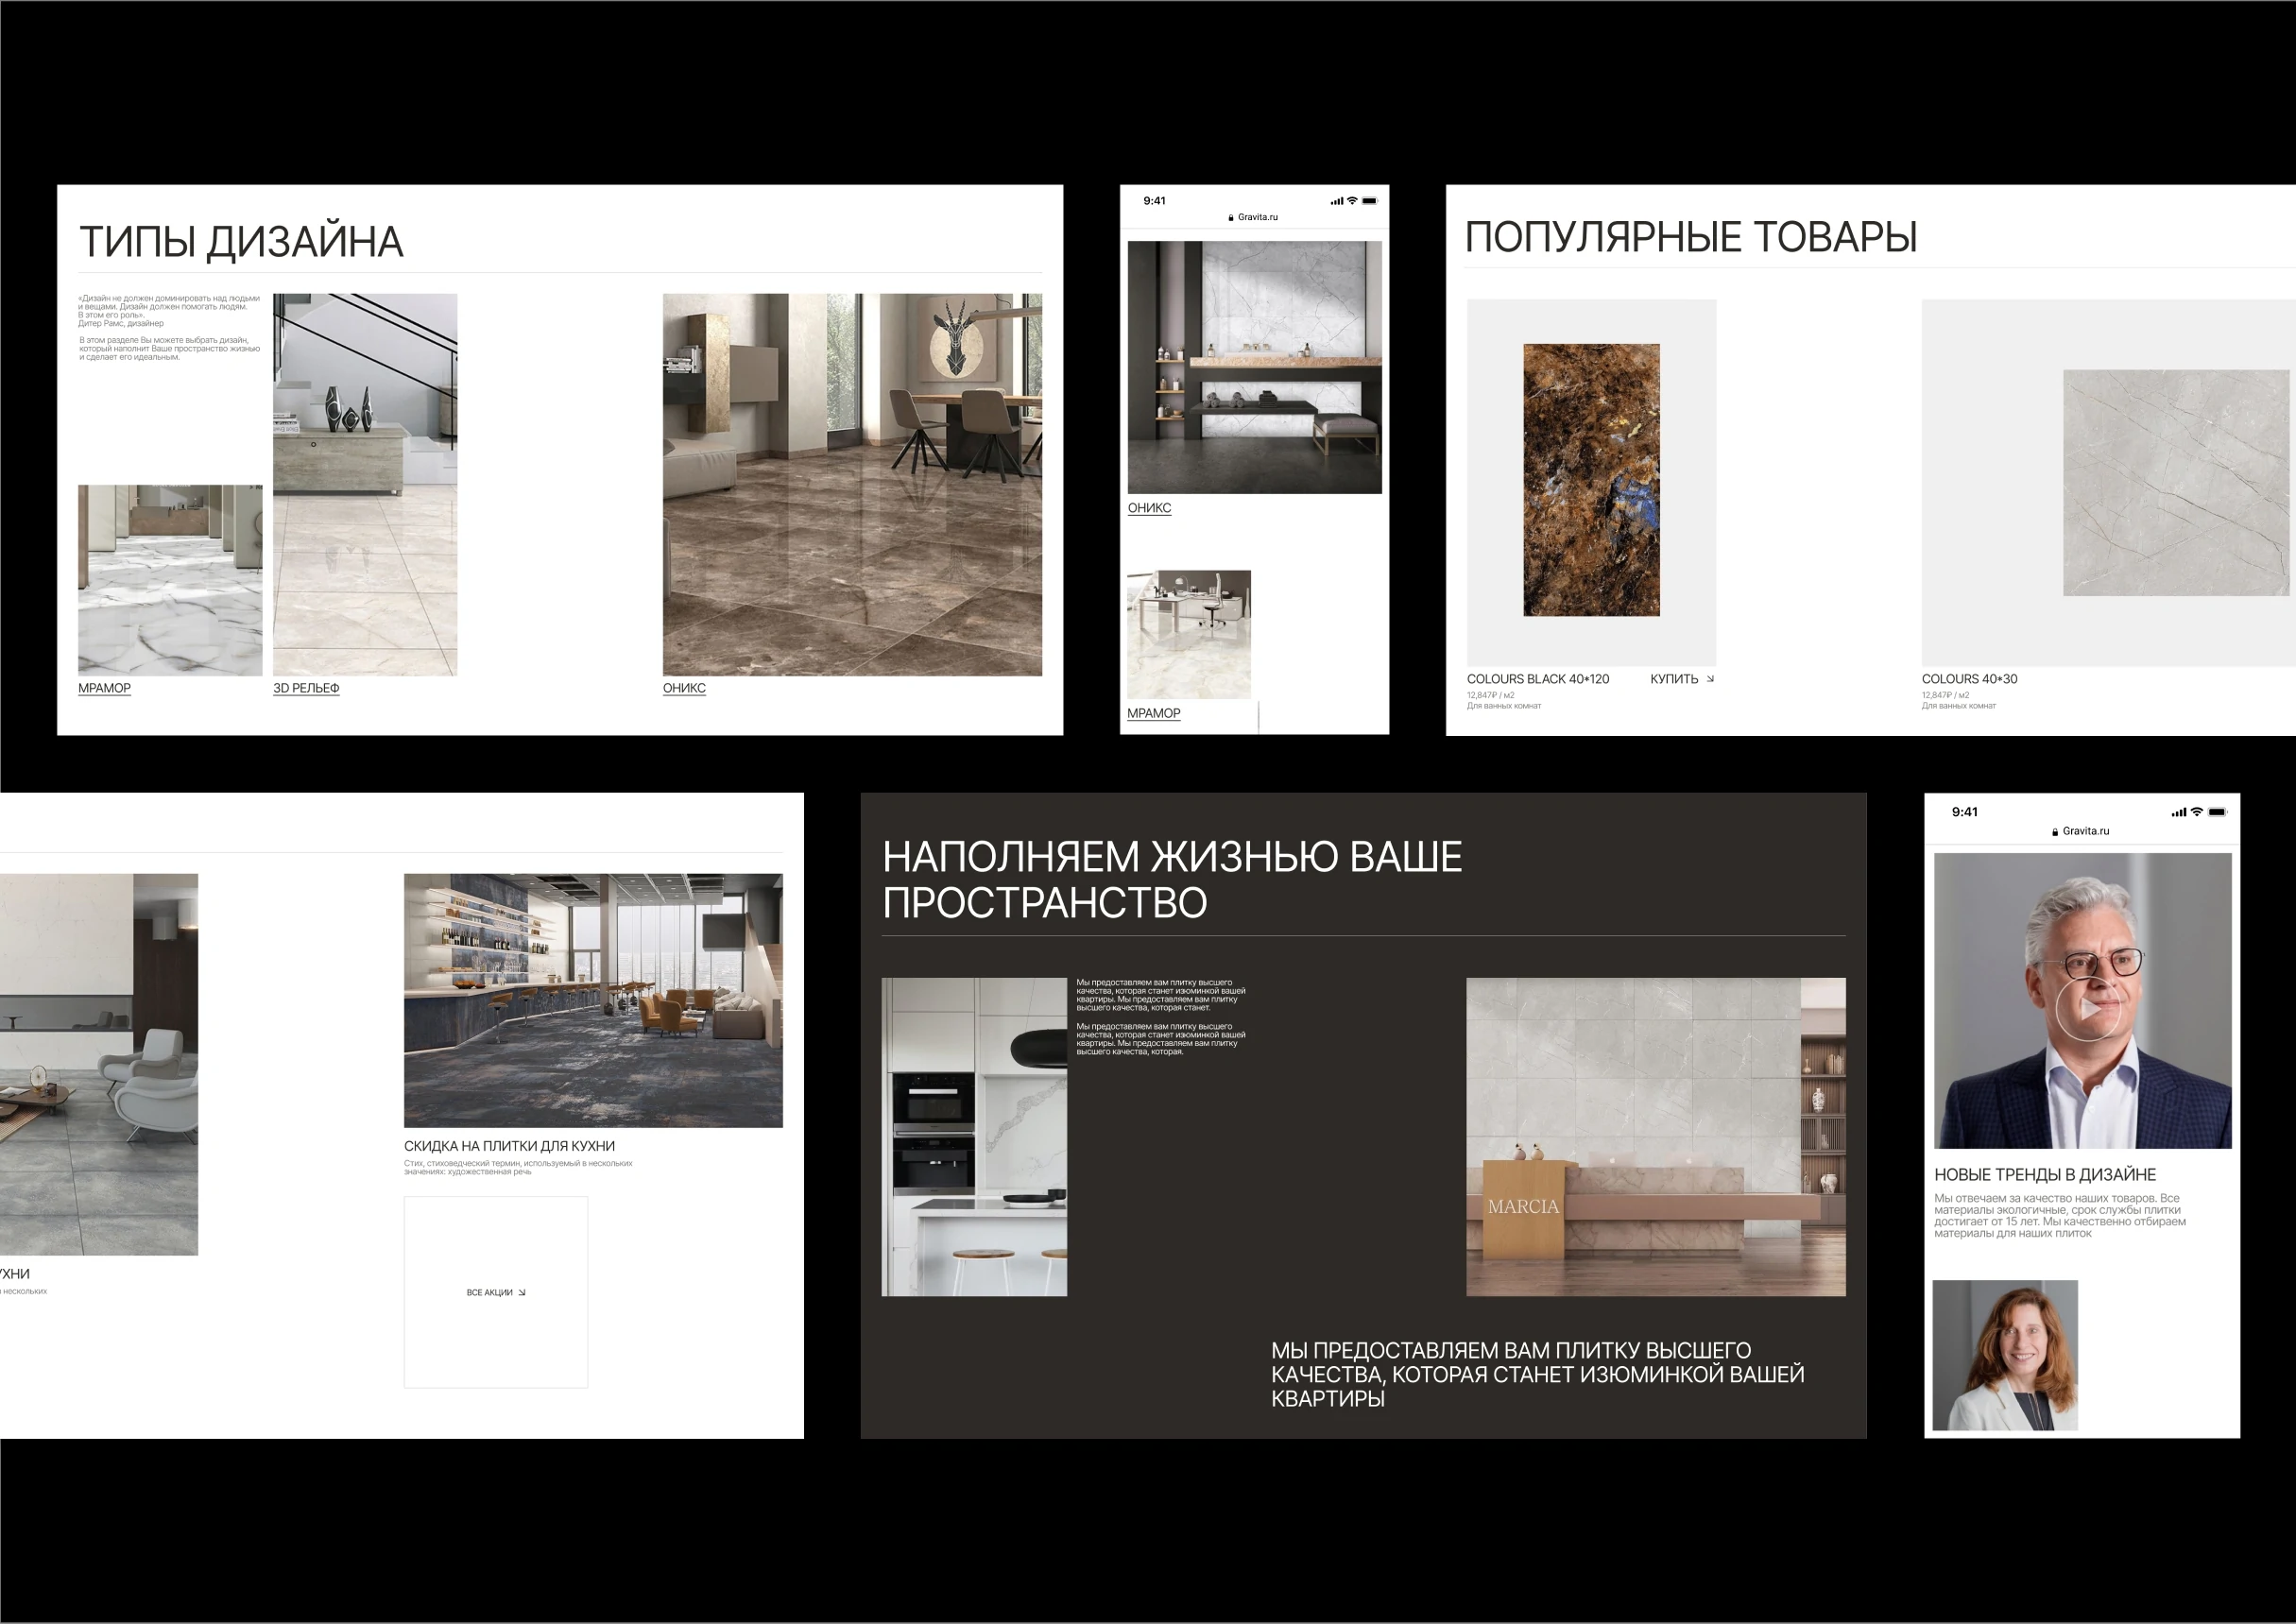 ТИПЫ ДИЗАЙНА
«Дизайн не должен доминировать над людьми
и вещами. Дизайн должен помогать людям.
В этом его роль».
Дитер Рамс, дизайнер
В этом разделе Вы можете выбрать дизайн,
который наполнит Ваше пространство жизнью
и сделает его идеальным.
МРАМОР
3D РЕЛЬЕФ
ОНИКС
9:41
Gravita.ru
ОНИКС
МРАМОР
ПОПУЛЯРНЫЕ ТОВАРЫ
COLOURS BLACK 40*120
КУПИТЬ
12,847₽ / м2
Для ванных комнат
COLOURS 40*30
12,847₽ / м2
Для ванных комнат
УХНИ
нескольких
СКИДКА НА ПЛИТКИ ДЛЯ КУХНИ
Стих, стиховедческий термин, используемый в нескольких
значениях: художественная речь
ВСЕ АКЦИИ
НАПОЛНЯЕМ ЖИЗНЬЮ ВАШЕ
ПРОСТРАНСТВО
Мы предоставляем вам плитку высшего
качества, которая станет изюминкой вашей
квартиры. Мы предоставляем вам плитку
высшего качества, которая станет.
Мы предоставляем вам плитку высшего
качества, которая станет изюминкой вашей
квартиры. Мы предоставляем вам плитку
высшего качества, которая.
MARCIA
МЫ ПРЕДОСТАВЛЯЕМ ВАМ ПЛИТКУ ВЫСШЕГО
КАЧЕСТВА, КОТОРАЯ СТАНЕТ ИЗЮМИНКОЙ ВАШЕЙ
КВАРТИРЫ
9:41
Gravita.ru
НОВЫЕ ТРЕНДЫ В ДИЗАЙНЕ
Мы отвечаем за качество наших товаров. Все
материалы экологичные, срок службы плитки
достигает от 15 лет. Мы качественно отбираем
материалы для наших плиток